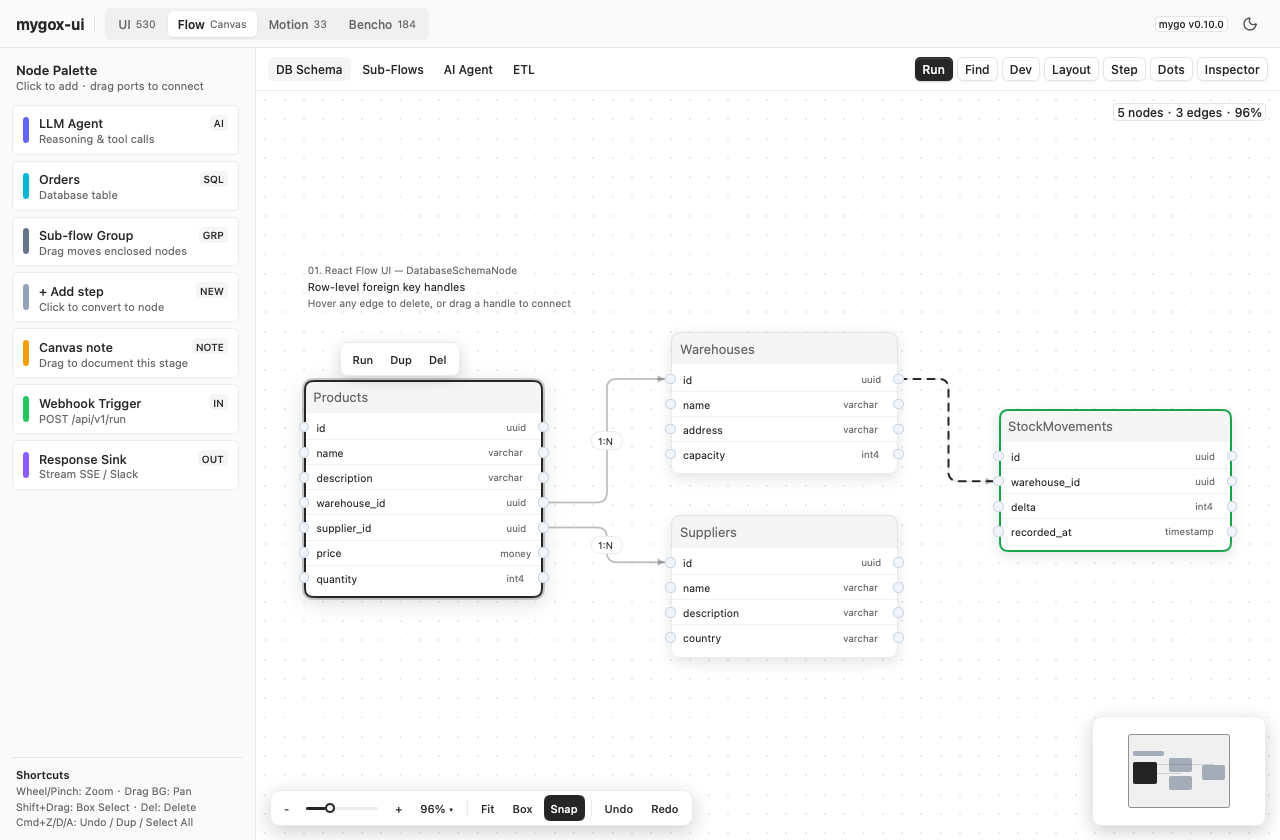 mygox-ui
UI 530
Flow Canvas
Motion 33
Bencho 184
mygo v0.10.0
Node Palette
Click to add · drag ports to connect
LLM Agent AI
Reasoning & tool calls
Orders SQL
Database table
Sub-flow Group GRP
Drag moves enclosed nodes
+ Add step NEW
Click to convert to node
Canvas note NOTE
Drag to document this stage
Webhook Trigger IN
POST /api/v1/run
Response Sink OUT
Stream SSE / Slack
Shortcuts
Wheel/Pinch: Zoom · Drag BG: Pan
Shift+Drag: Box Select · Del: Delete
Cmd+Z/D/A: Undo / Dup / Select All
DB Schema
Sub-Flows
AI Agent
ETL
Run
Find
Dev
Layout
Step
Dots
Inspector
5 nodes · 3 edges · 96%
01. React Flow UI — DatabaseSchemaNode
Row-level foreign key handles
Hover any edge to delete, or drag a handle to connect
Run Dup Del
Products
id uuid
name varchar
description varchar
warehouse_id uuid
supplier_id uuid
price money
quantity int4
1:N
1:N
Warehouses
id uuid
name varchar
address varchar
capacity int4
Suppliers
id uuid
name varchar
description varchar
country varchar
StockMovements
id uuid
warehouse_id uuid
delta int4
recorded_at timestamp
- + 96% ▾ Fit Box Snap Undo Redo